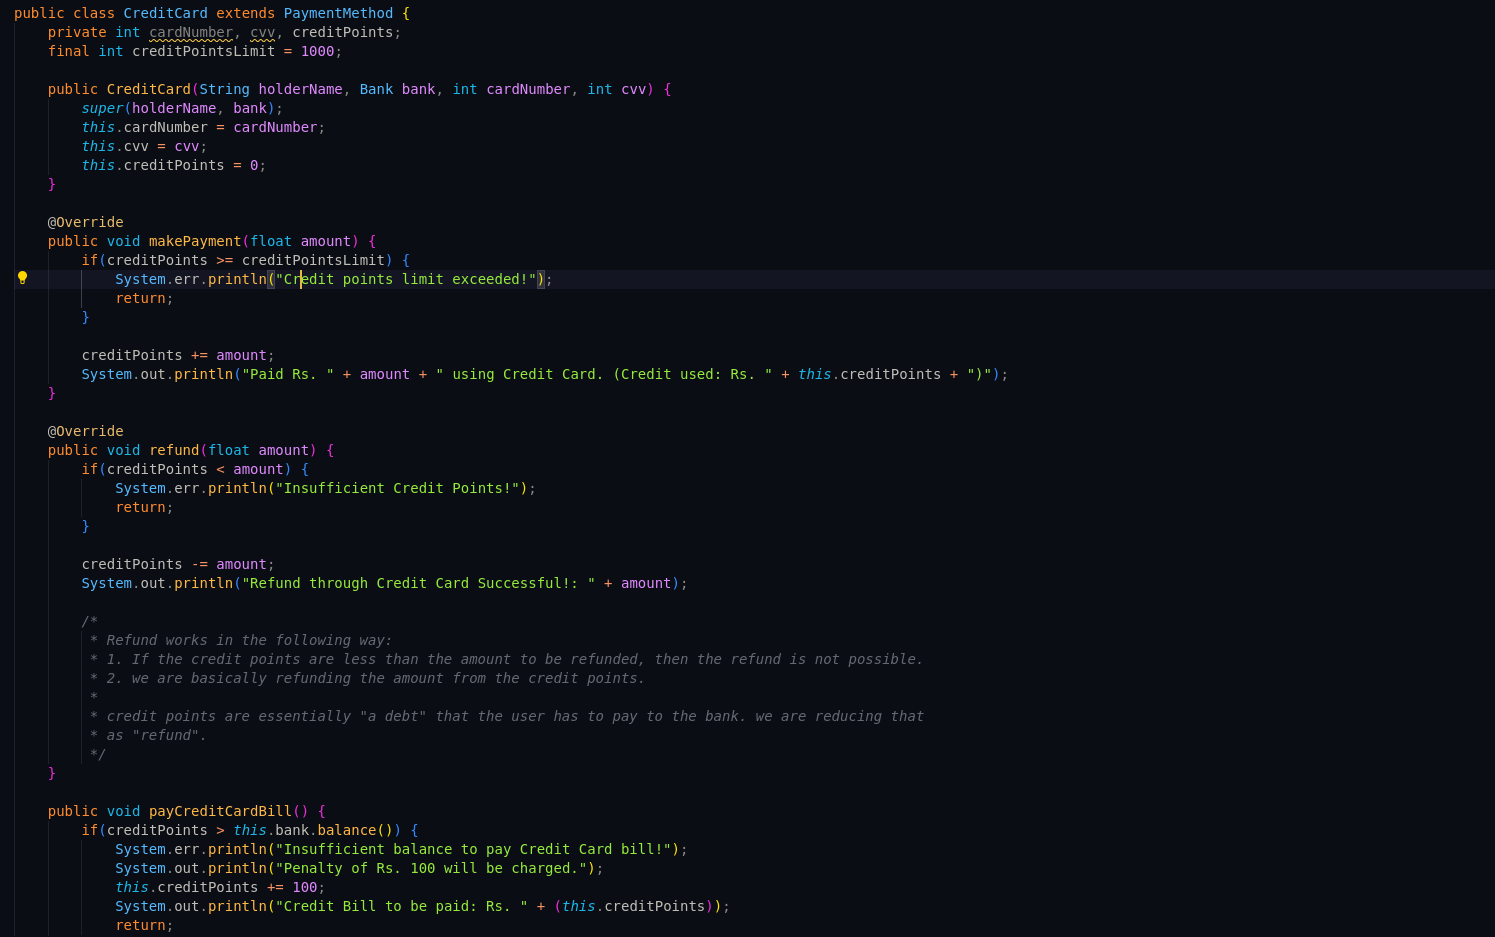 public class CreditCard extends PaymentMethod {
    private int cardNumber, cvv, creditPoints;
    final int creditPointsLimit = 1000;

    public CreditCard(String holderName, Bank bank, int cardNumber, int cvv) {
        super(holderName, bank);
        this.cardNumber = cardNumber;
        this.cvv = cvv;
        this.creditPoints = 0;
    }

    @Override
    public void makePayment(float amount) {
        if(creditPoints >= creditPointsLimit) {
            System.err.println("Credit points limit exceeded!");
            return;
        }

        creditPoints += amount;
        System.out.println("Paid Rs. " + amount + " using Credit Card. (Credit used: Rs. " + this.creditPoints + ")");
    }

    @Override
    public void refund(float amount) {
        if(creditPoints < amount) {
            System.err.println("Insufficient Credit Points!");
            return;
        }

        creditPoints -= amount;
        System.out.println("Refund through Credit Card Successful!: " + amount);

        /*
         * Refund works in the following way:
         * 1. If the credit points are less than the amount to be refunded, then the refund is not possible.
         * 2. we are basically refunding the amount from the credit points.
         *
         * credit points are essentially "a debt" that the user has to pay to the bank. we are reducing that
         * as "refund".
         */
    }

    public void payCreditCardBill() {
        if(creditPoints > this.bank.balance()) {
            System.err.println("Insufficient balance to pay Credit Card bill!");
            System.out.println("Penalty of Rs. 100 will be charged.");
            this.creditPoints += 100;
            System.out.println("Credit Bill to be paid: Rs. " + (this.creditPoints));
            return;